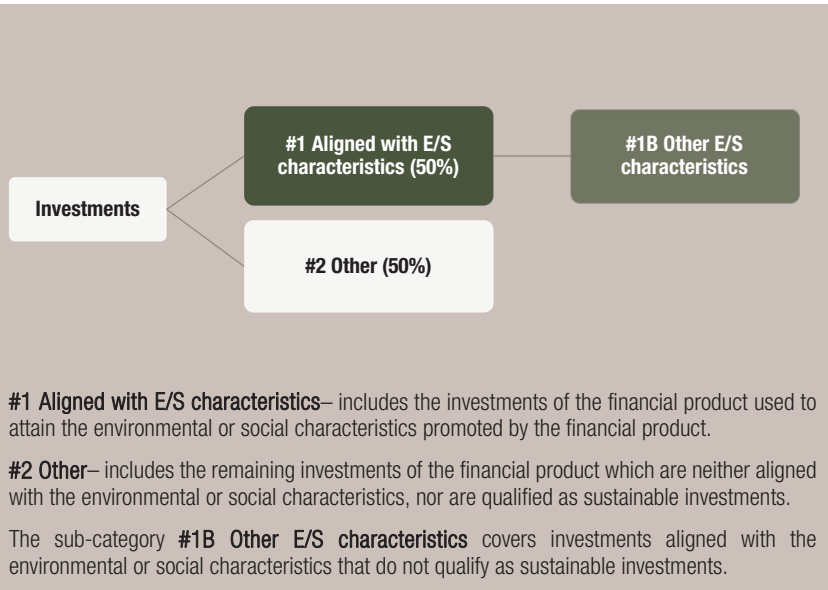 #1 Aligned with E/S
characteristics (50%)
#1B Other E/S
characteristics
Investments
#2 Other (50%)
#1 Aligned with E/S characteristics– includes the investments of the financial product used to
attain the environmental or social characteristics promoted by the financial product.
#2 Other– includes the remaining investments of the financial product which are neither aligned
with the environmental or social characteristics, nor are qualified as sustainable investments.
The sub-category #1B Other E/S characteristics covers investments aligned with the
environmental or social characteristics that do not qualify as sustainable investments.